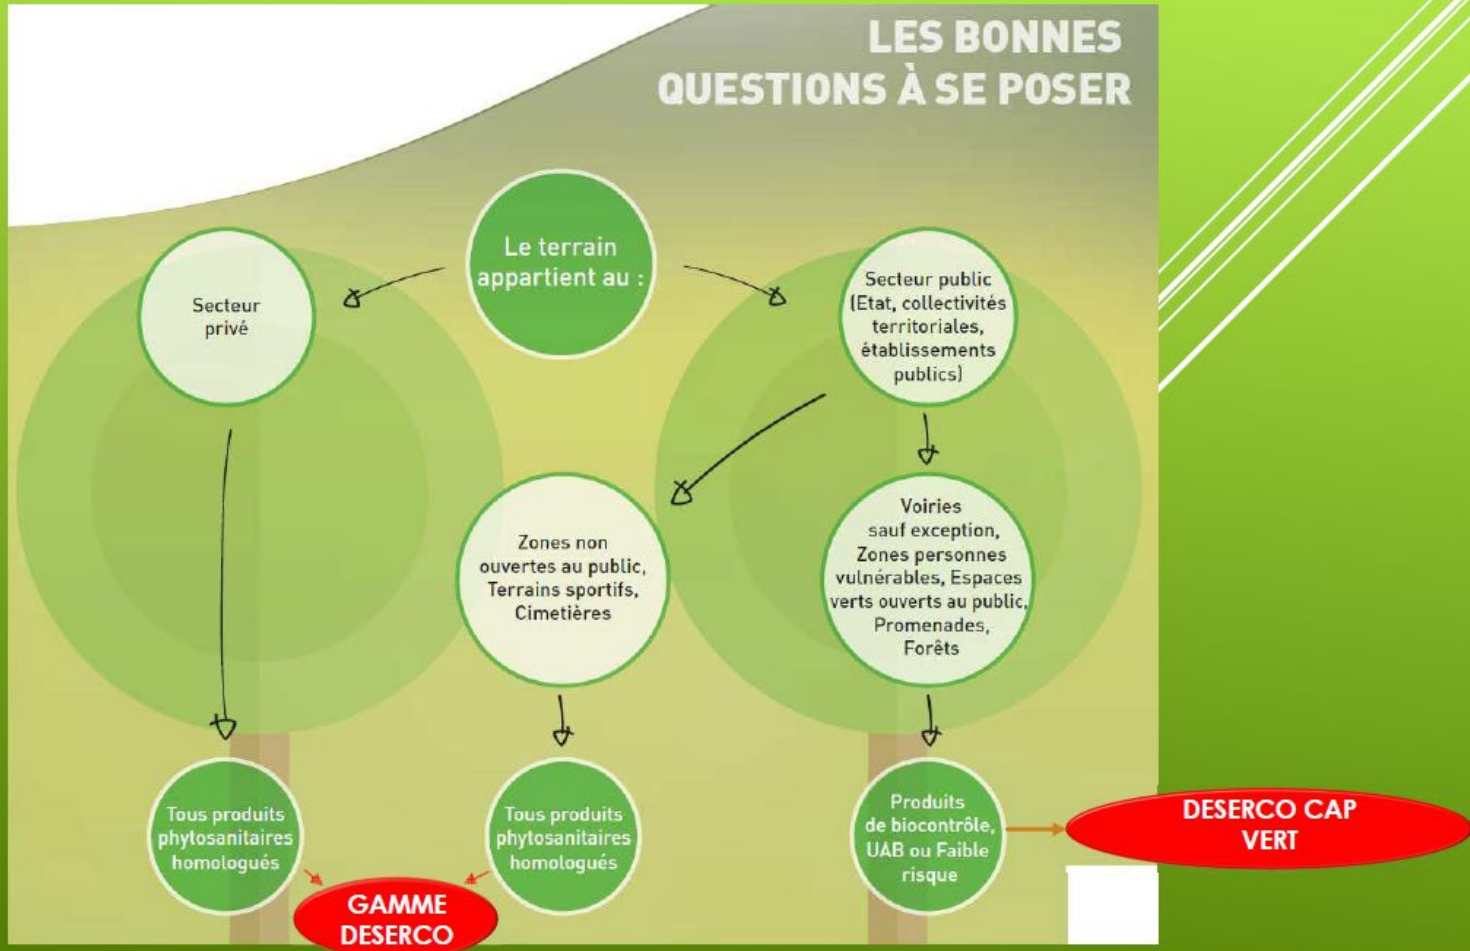 LES BONNES
QUESTIONS À SE POSER
Le terrain
appartient au :
Secteur
privé
Secteur public
(Etat, collectivités
territoriales,
établissements
publics)
Zones non
ouvertes au public,
Terrains sportifs,
Cimetières
Voiries
sauf exception,
Zones personnes
vulnérables, Espaces
verts ouverts au public,
Promenades,
Forêts
Tous produits
phytosanitaires
homologués
Tous produits
phytosanitaires
homologués
Produits
de biocontrôle,
UAB ou Faible
risque
DESERCO CAP
VERT
GAMME
DESERCO